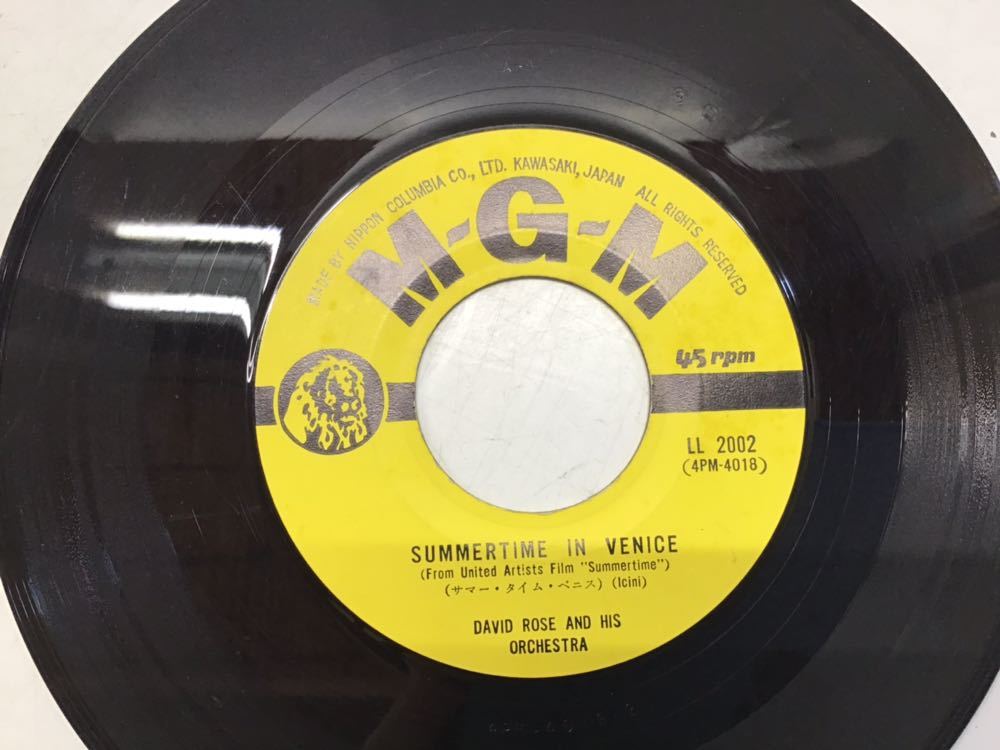 MADE BY NIPPON COLUMBIA CO., LTD. KAWASAKI, JAPAN ALL RIGHTS RESERVED
M-G-M
45 rpm
LL 2002
(4PM-4018)
SUMMERTIME IN VENICE
(From United Artists Film "Summertime")
(サマー・タイム・ベニス) (Icini)
DAVID ROSE AND HIS
ORCHESTRA